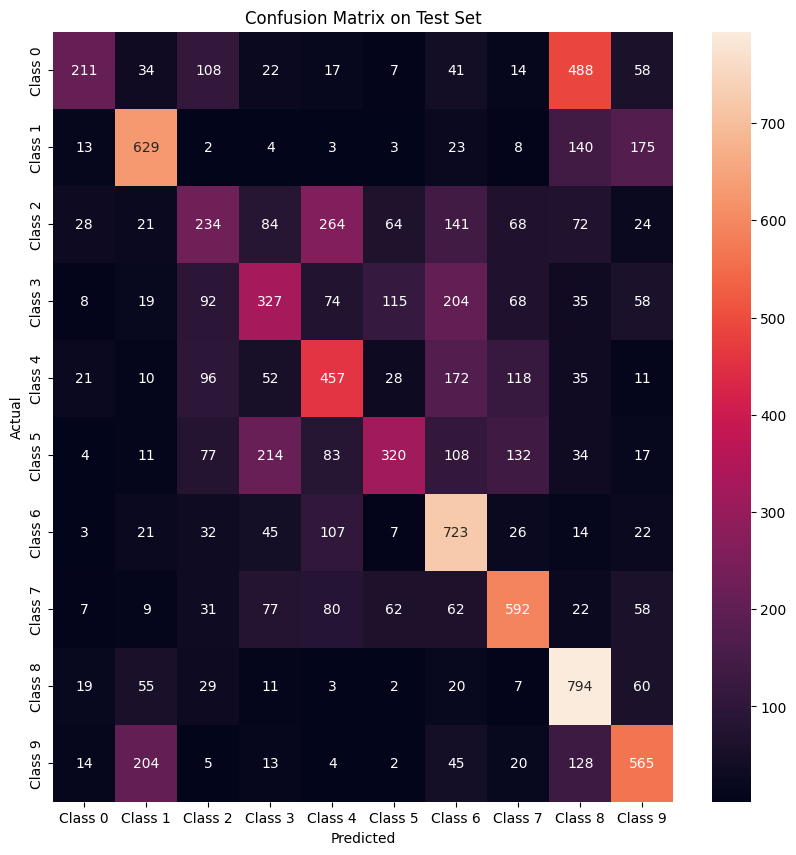 Confusion Matrix on Test Set
Class 0 211 34 108 22 17 7 41 14 488 58
Class 1 13 629 2 4 3 3 23 8 140 175
Class 2 28 21 234 84 264 64 141 68 72 24
Class 3 8 19 92 327 74 115 204 68 35 58
Class 4 21 10 96 52 457 28 172 118 35 11
Class 5 4 11 77 214 83 320 108 132 34 17
Class 6 3 21 32 45 107 7 723 26 14 22
Class 7 7 9 31 77 80 62 62 592 22 58
Class 8 19 55 29 11 3 2 20 7 794 60
Class 9 14 204 5 13 4 2 45 20 128 565
Class 0 Class 1 Class 2 Class 3 Class 4 Class 5 Class 6 Class 7 Class 8 Class 9
Predicted
Actual
700
600
500
400
300
200
100